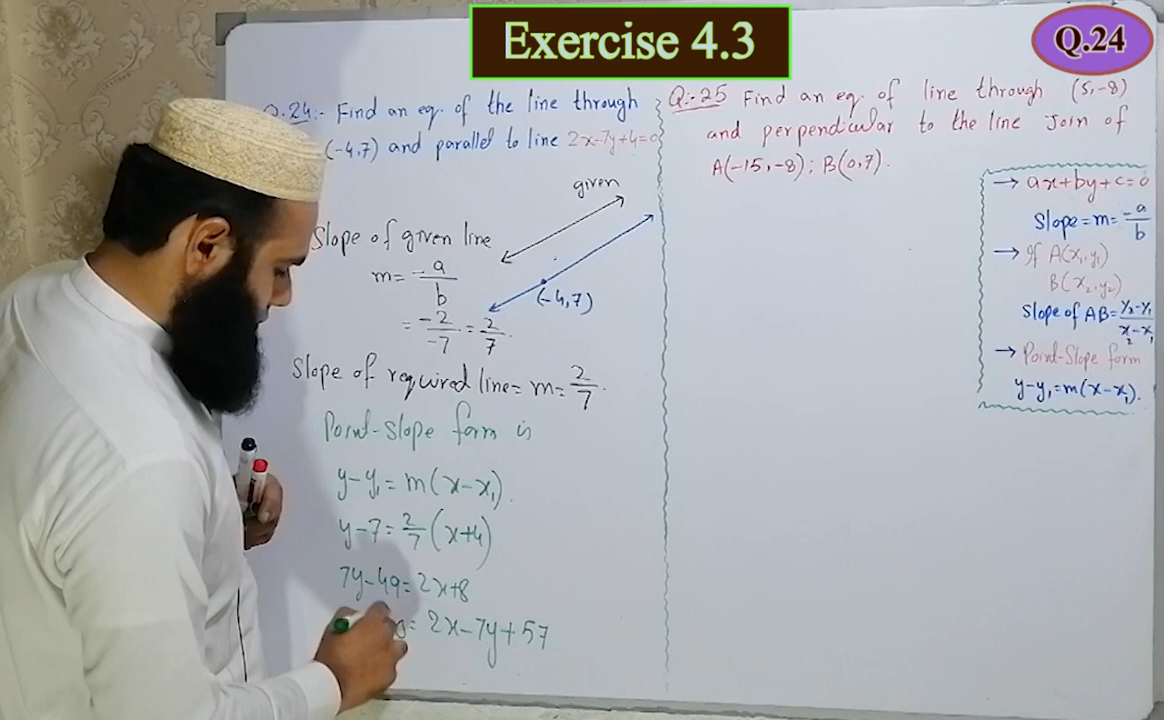 Exercise 4.3
Q.24
Q.24:- Find an eq. of the line through
(-4,7) and parallel to line 2x-7y+4=0
given
Slope of given line
m= -a/b
= -2/-7 = 2/7.
(-4,7)
Slope of required line= m= 2/7.
Point-Slope form is
y-y₁= m(x-x₁).
y-7= 2/7 (x+4)
7y-49= 2x+8
= 2x-7y+57
Q:-25 Find an eq. of line through (5,-8)
and perpendicular to the line Join of
A(-15,-8); B(0,7).
→ ax+by+c=0
Slope=m= -a/b
→ If A(x₁,y₁)
B(x₂,y₂)
Slope of AB= y₂-y₁/x₂-x₁
→ Point-Slope form
y-y₁=m(x-x₁).